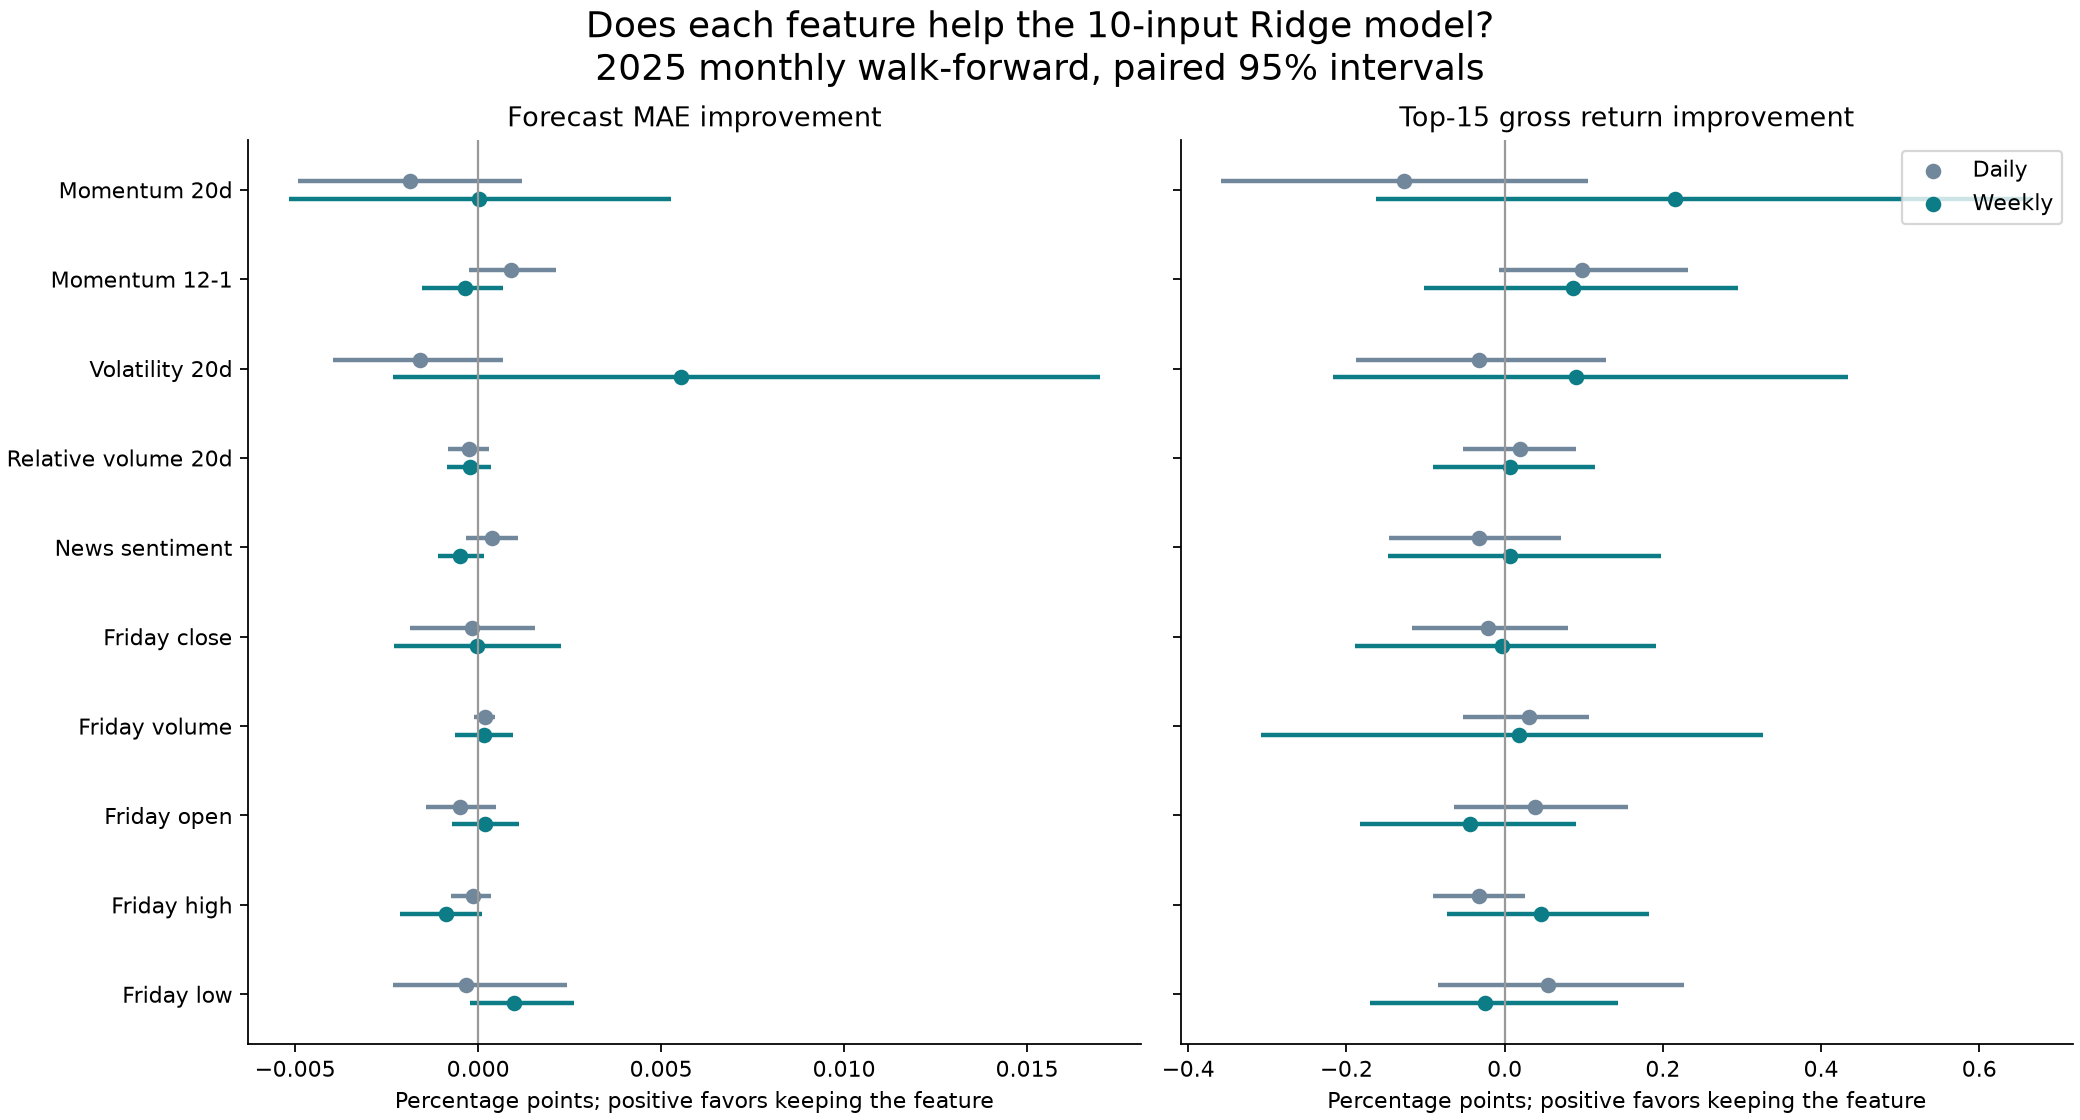 Does each feature help the 10-input Ridge model?
2025 monthly walk-forward, paired 95% intervals
Forecast MAE improvement
Top-15 gross return improvement
Daily
Weekly
Momentum 20d
Momentum 12-1
Volatility 20d
Relative volume 20d
News sentiment
Friday close
Friday volume
Friday open
Friday high
Friday low
−0.005 0.000 0.005 0.010 0.015
−0.4 −0.2 0.0 0.2 0.4 0.6
Percentage points; positive favors keeping the feature
Percentage points; positive favors keeping the feature